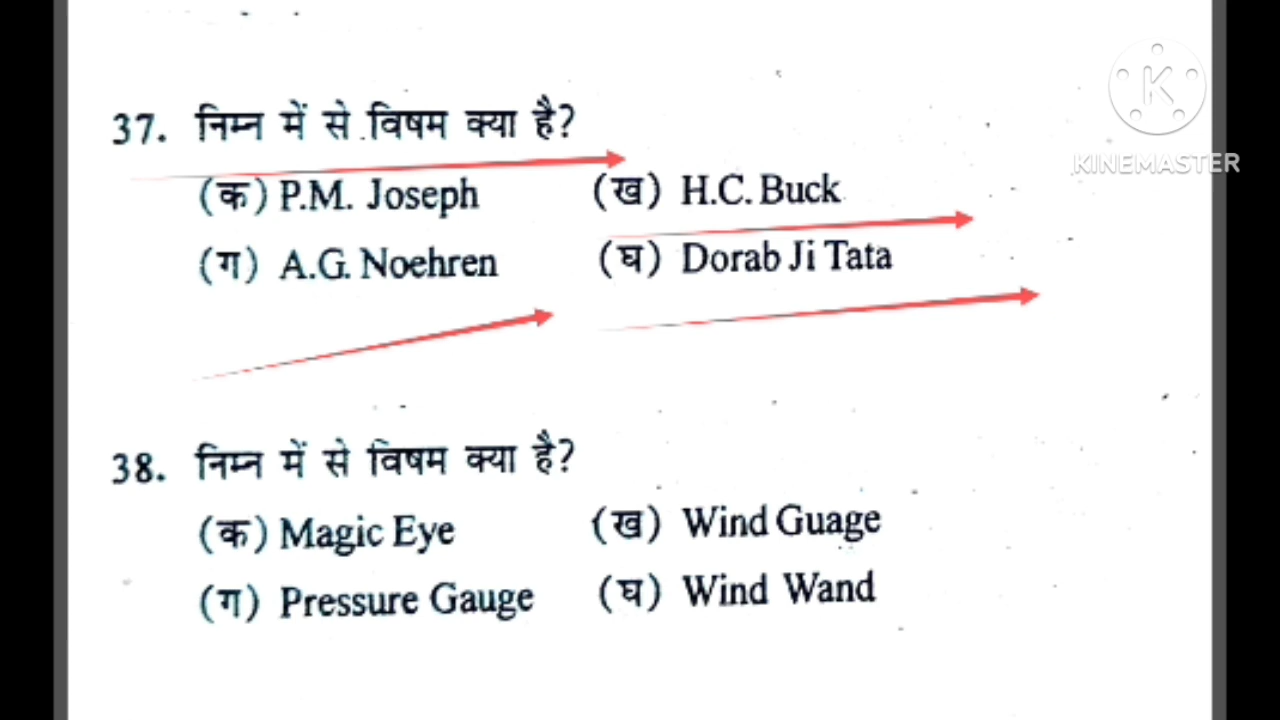 37. निम्न में से विषम क्या है?
(क) P.M. Joseph (ख) H.C. Buck
(ग) A.G. Noehren (घ) Dorab Ji Tata
38. निम्न में से विषम क्या है?
(क) Magic Eye (ख) Wind Guage
(ग) Pressure Gauge (घ) Wind Wand
K
KINEMASTER